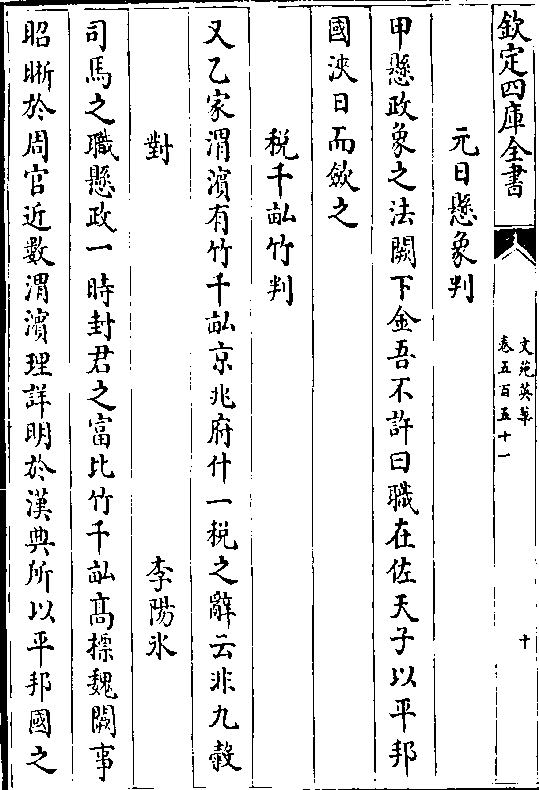 欽定四庫全書
文苑英華
卷五百五十一
十
元日懸象判
甲懸政象之法闕下金吾不許曰職在佐天子以平邦
國浹日而斂之
税千畝竹判
又乙家渭濱有竹千畝京兆府什一税之辭云非九穀
對
李陽氷
司馬之職懸政一時封君之富比竹千畝髙標魏闕事
昭晣於周官近數渭濱理詳明於漢典所以平邦國之